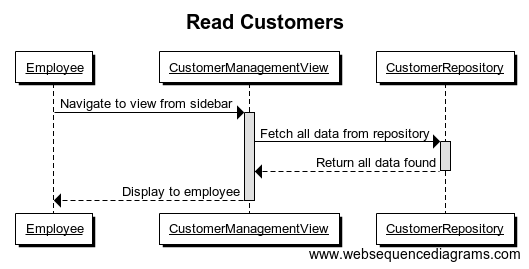 Read Customers
Employee
CustomerManagementView
CustomerRepository
Navigate to view from sidebar
Fetch all data from repository
Return all data found
Display to employee
Employee
CustomerManagementView
CustomerRepository
www.websequencediagrams.com